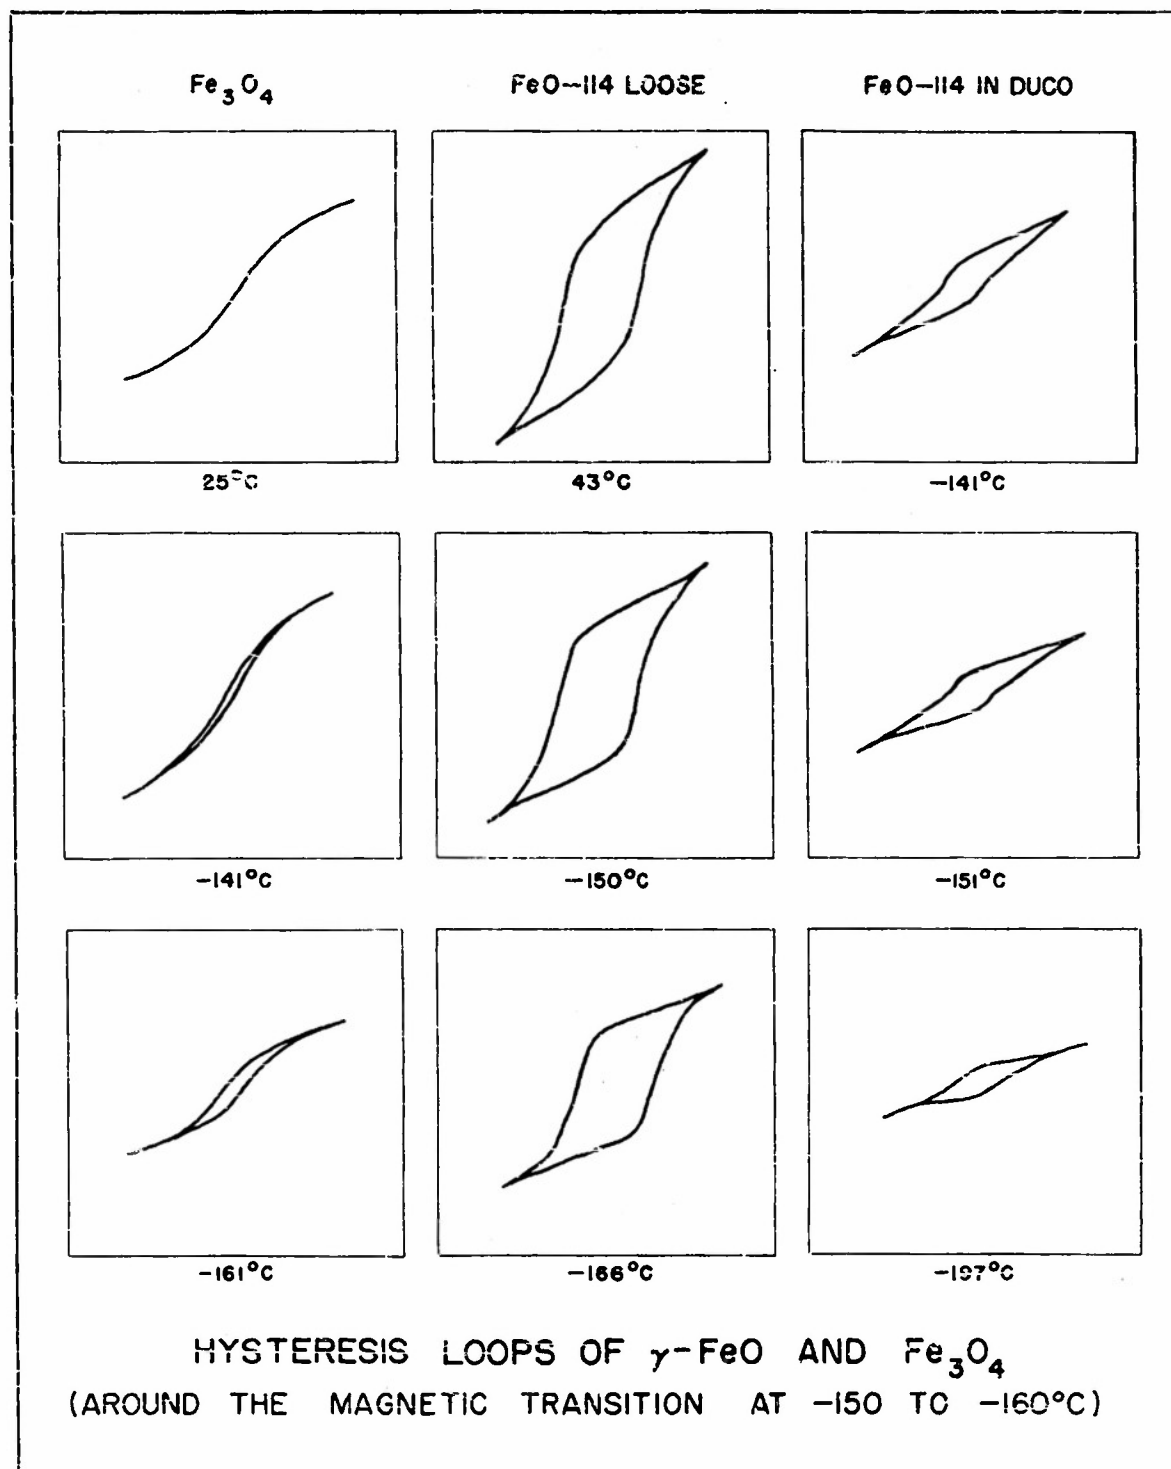 Fe₃O₄ FeO-114 LOOSE FeO-114 IN DUCO
25°C 43°C -141°C
-141°C -150°C -151°C
-161°C -166°C -197°C
HYSTERESIS LOOPS OF γ-FeO AND Fe₃O₄
(AROUND THE MAGNETIC TRANSITION AT -150 TO -160°C)